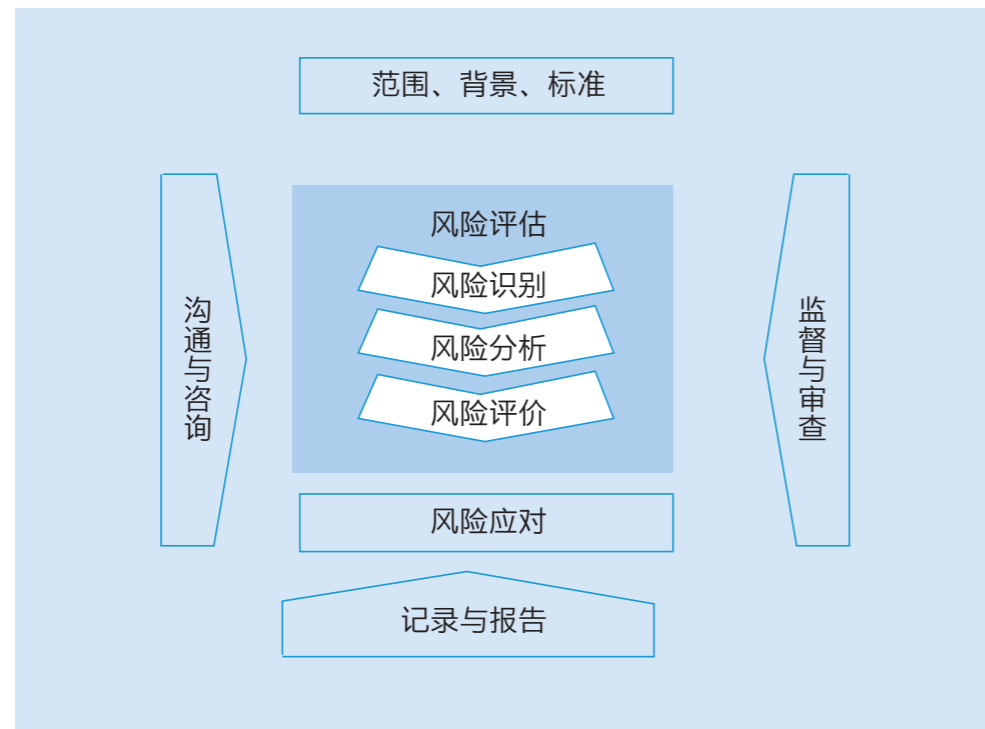 范围、背景、标准
沟通与咨询
风险评估
风险识别
风险分析
风险评价
监督与审查
风险应对
记录与报告